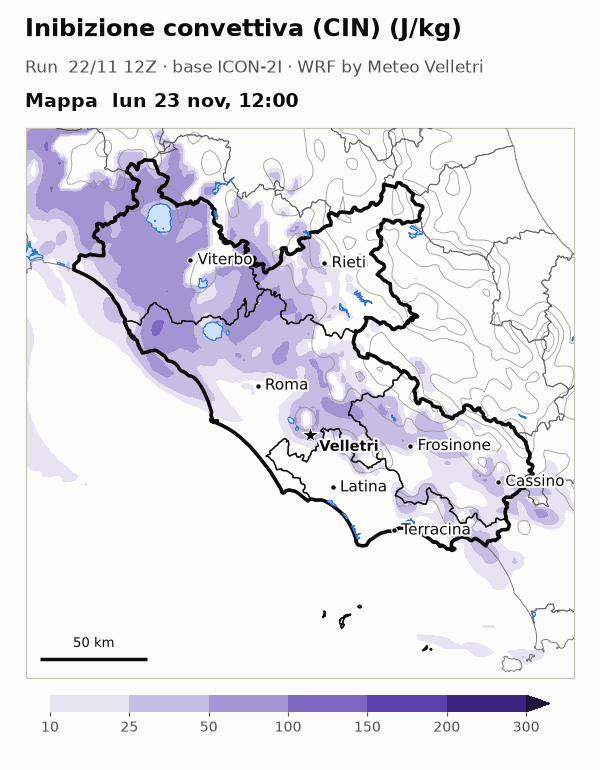 Inibizione convettiva (CIN) (J/kg)
Run  22/11 12Z · base ICON-2I · WRF by Meteo Velletri
Mappa  lun 23 nov, 12:00
Viterbo
Rieti
Roma
Velletri
Frosinone
Latina
Cassino
Terracina
50 km
10 25 50 100 150 200 300